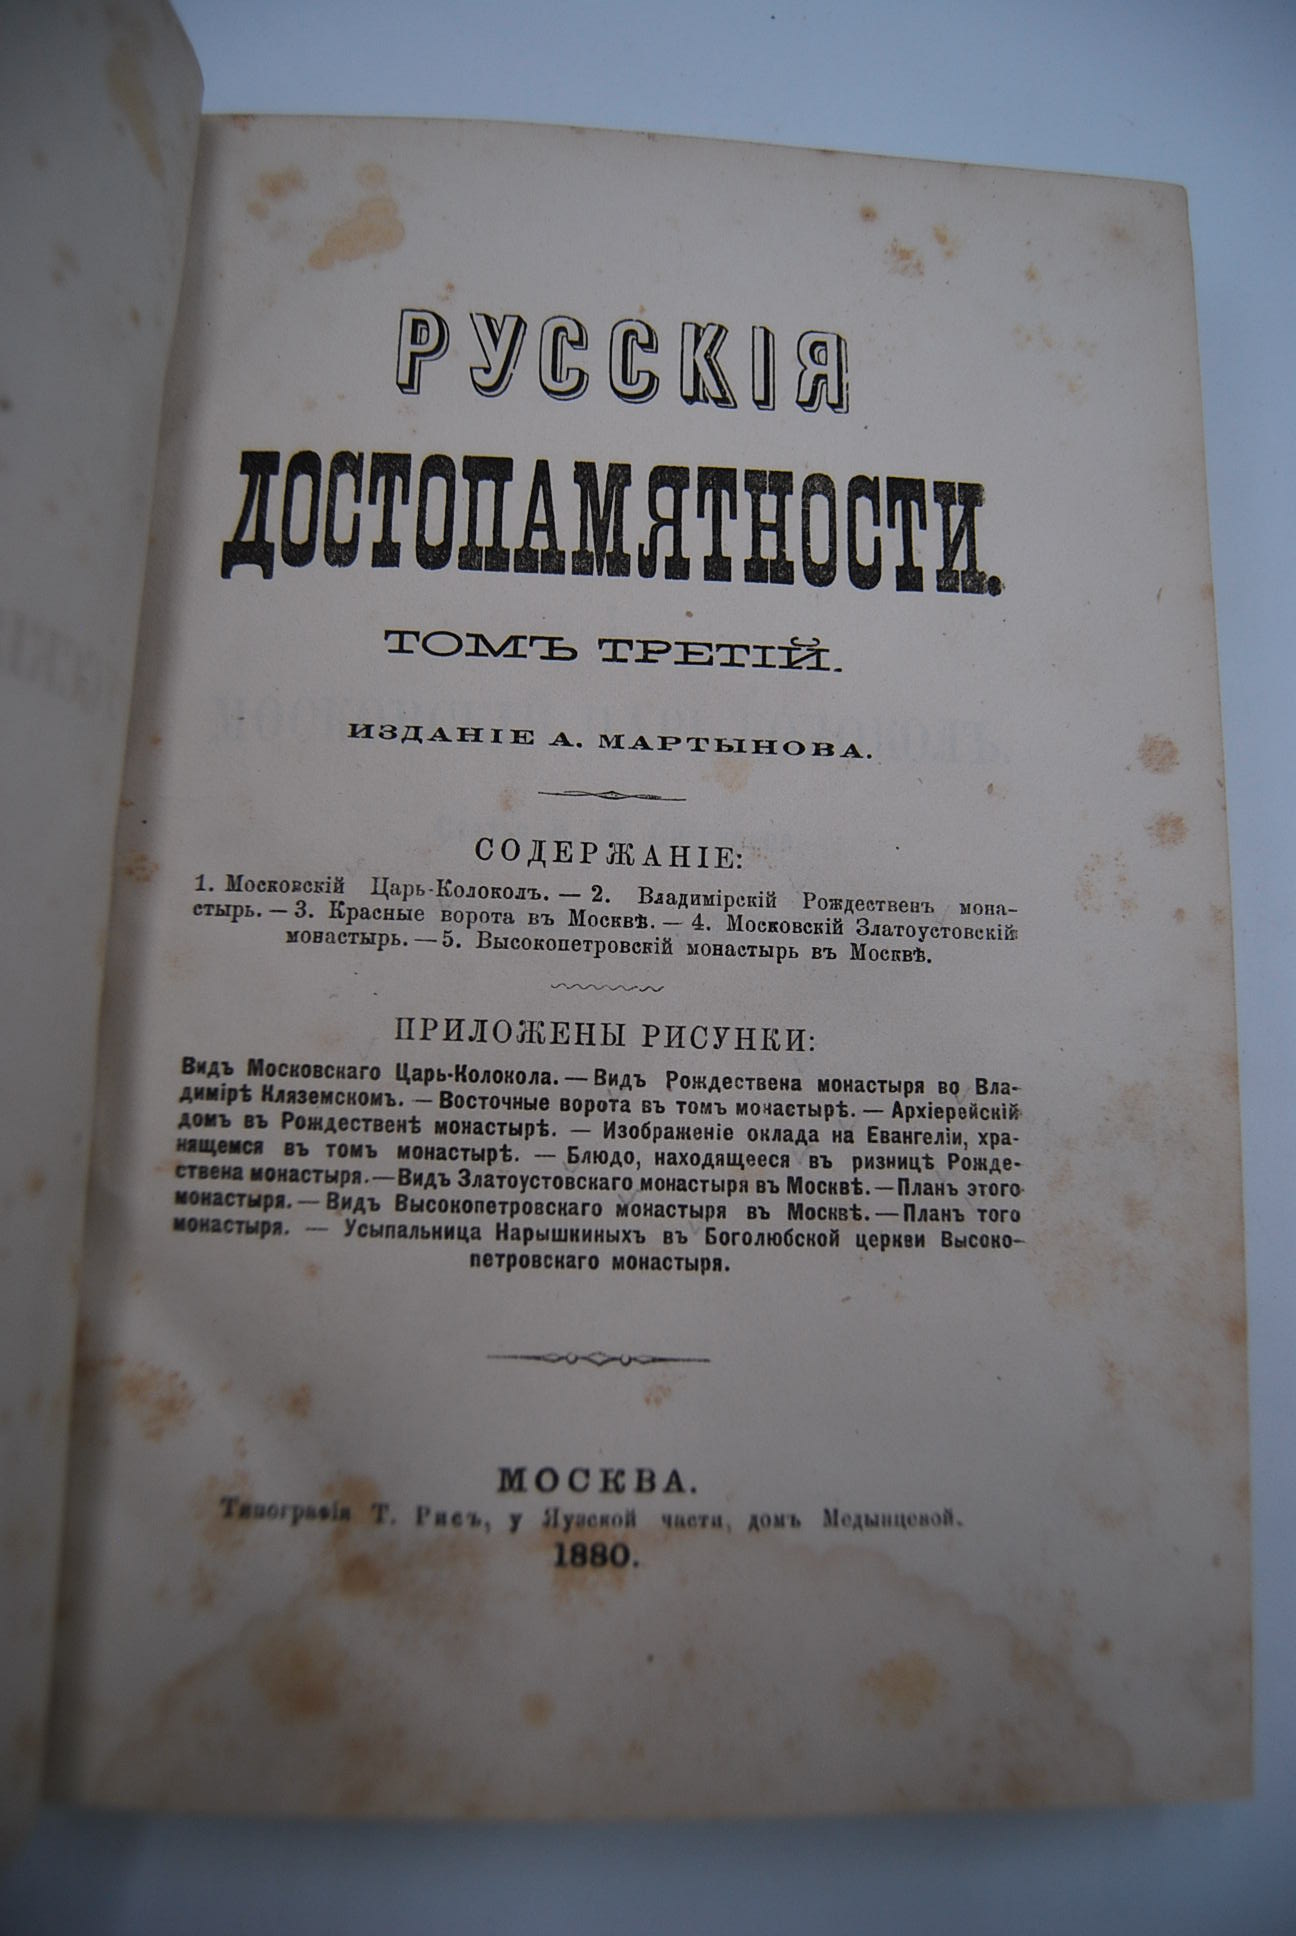 РУССКІЯ
ДОСТОПАМЯТНОСТИ.
ТОМЪ ТРЕТІЙ.
ИЗДАНІЕ А. МАРТЫНОВА.
СОДЕРЖАНІЕ:
1. Московскій Царь-Колоколъ. — 2. Владимірскій Рождественъ мона-
стырь. — 3. Красные ворота въ Москвѣ. — 4. Московскій Златоустовскій
монастырь. — 5. Высокопетровскій монастырь въ Москвѣ.
ПРИЛОЖЕНЫ РИСУНКИ:
Видъ Московскаго Царь-Колокола. — Видъ Рождествена монастыря во Вла-
димірѣ Кляземскомъ. — Восточные ворота въ томъ монастырѣ. — Архіерейскій
домъ въ Рождественѣ монастырѣ. — Изображеніе оклада на Евангеліи, хра-
нящемся въ томъ монастырѣ. — Блюдо, находящееся въ ризницѣ Рожде-
ствена монастыря. — Видъ Златоустовскаго монастыря въ Москвѣ. — Планъ этого
монастыря. — Видъ Высокопетровскаго монастыря въ Москвѣ. — Планъ того
монастыря. — Усыпальница Нарышкиныхъ въ Боголюбской церкви Высоко-
петровскаго монастыря.
МОСКВА.
Типографія Т. Рисъ, у Яузской части, домъ Медынцевой.
1880.